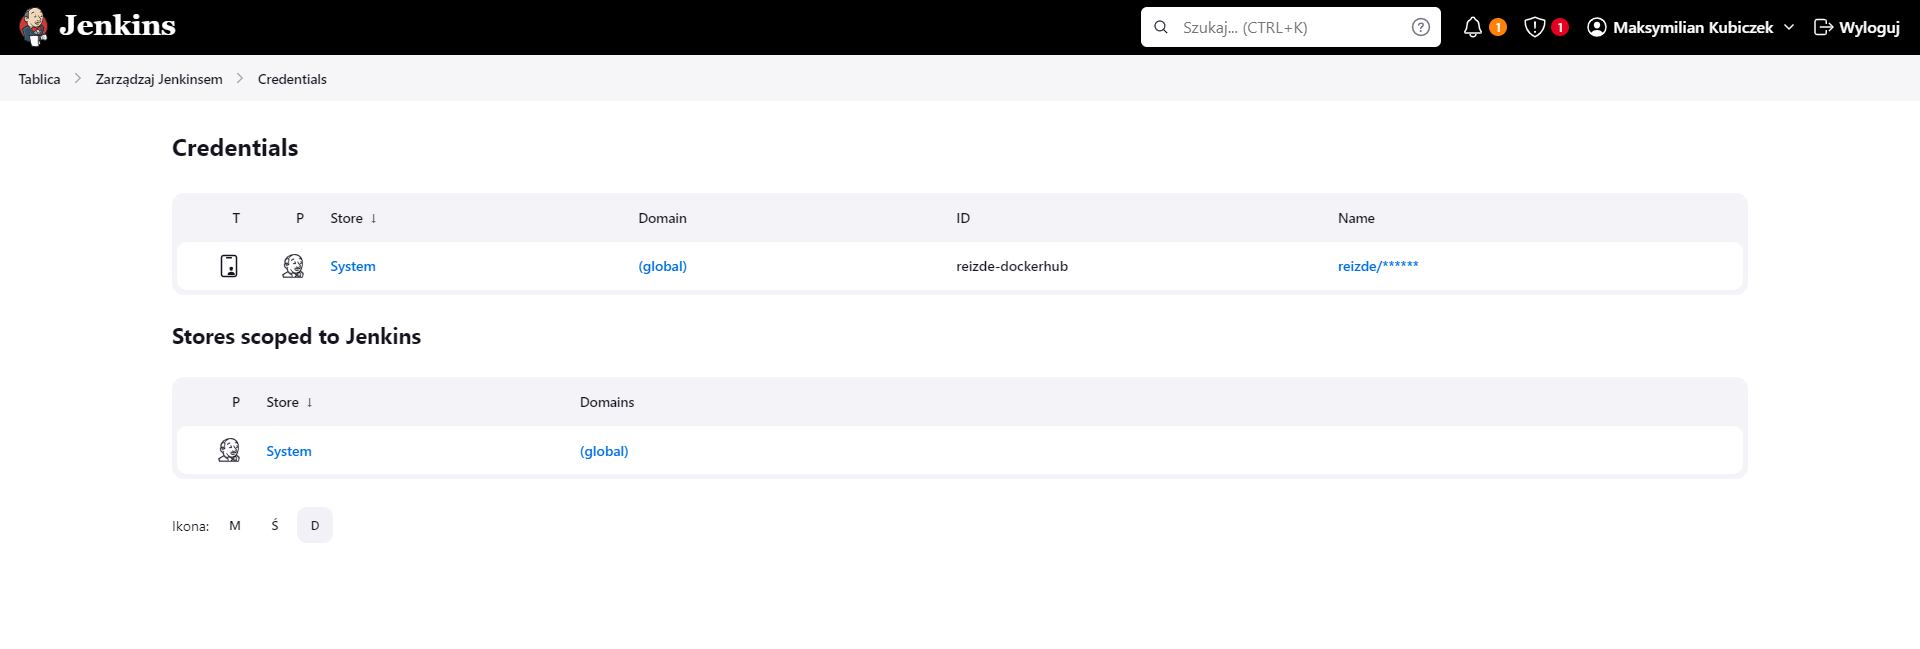 Jenkins
Szukaj... (CTRL+K)
1
1
Maksymilian Kubiczek
Wyloguj
Tablica
Zarządzaj Jenkinsem
Credentials
Credentials
T P Store ↓ Domain ID Name
System (global) reizde-dockerhub reizde/******
Stores scoped to Jenkins
P Store ↓ Domains
System (global)
Ikona: M Ś D